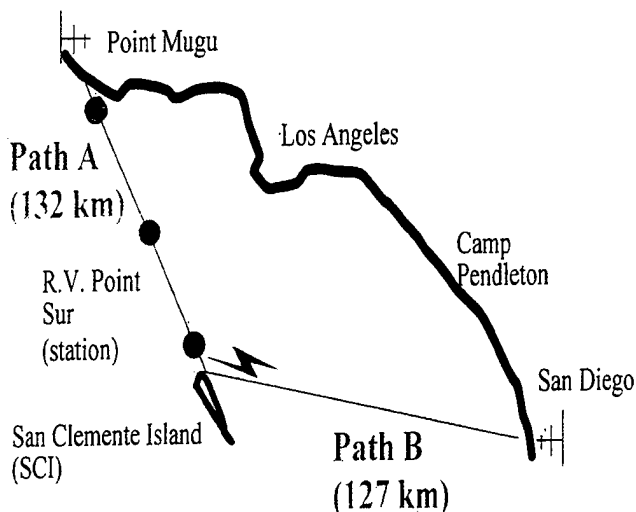 Point Mugu
Los Angeles
Path A
(132 km)
Camp
Pendleton
R.V. Point
Sur
(station)
San Diego
San Clemente Island
(SCI)
Path B
(127 km)